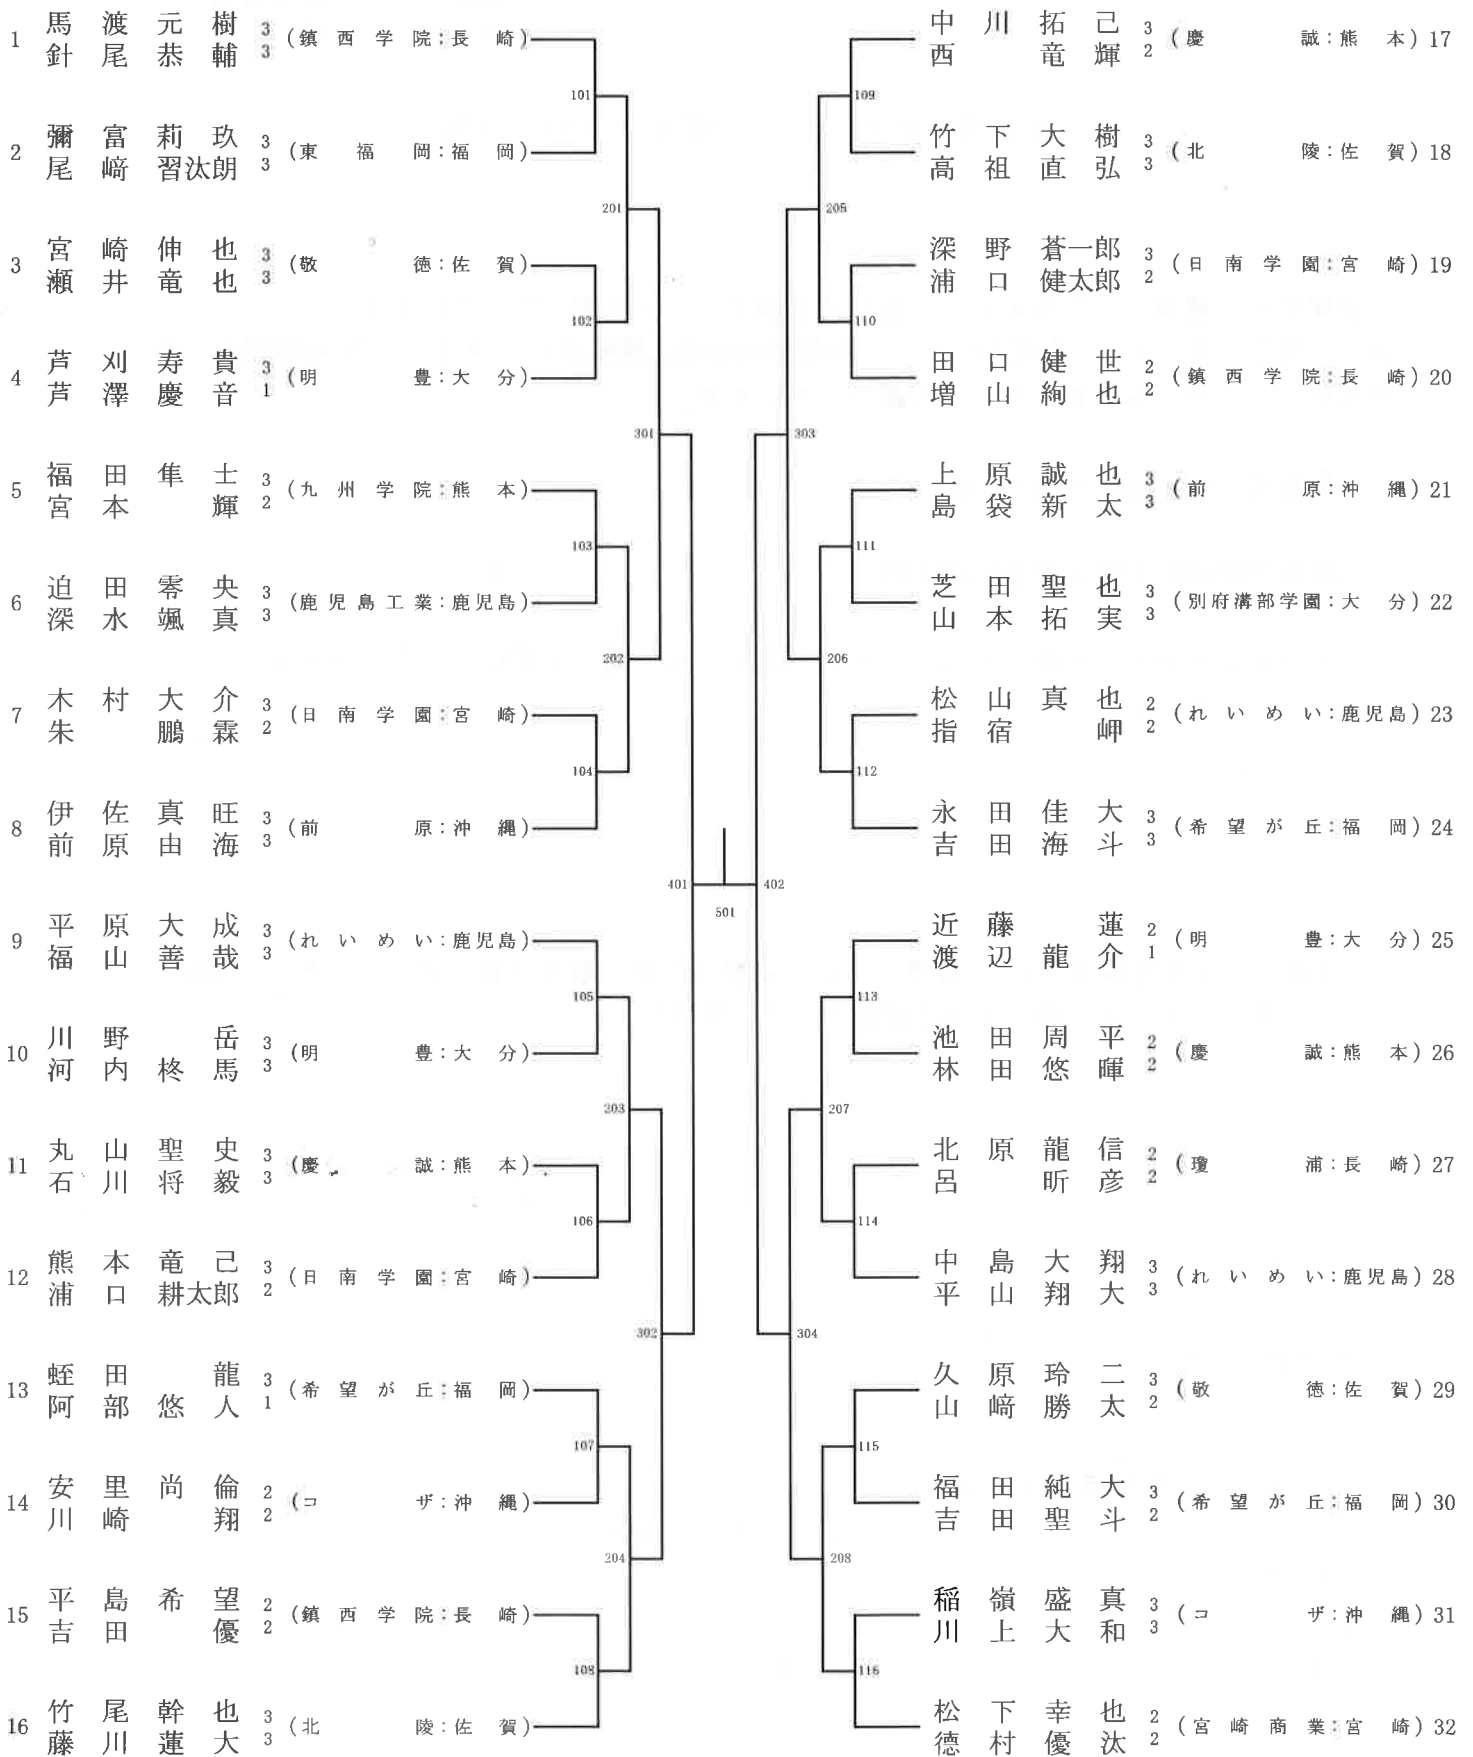 1 馬渡元樹 3 (鎮西学院:長崎)
針尾恭輔 3
101
2 彌富莉玖 3 (東福岡:福岡)
尾﨑習汰朗 3
201
3 宮崎伸也 3 (敬徳:佐賀)
瀬井竜也 3
102
4 芦刈寿貴 3 (明豊:大分)
芦澤慶音 1
301
5 福田隼士 3 (九州学院:熊本)
宮本輝 2
103
6 迫田零央 3 (鹿児島工業:鹿児島)
深水颯真 3
202
7 木村大介 3 (日南学園:宮崎)
朱鵬霖 2
104
8 伊佐真旺 3 (前原:沖縄)
前原由海 3
401
9 平原大成 3 (れいめい:鹿児島)
福山善哉 3
105
10 川野岳 3 (明豊:大分)
河内柊馬 3
203
11 丸山聖史 3 (慶誠:熊本)
石川将毅 3
106
12 熊本竜己 3 (日南学園:宮崎)
浦口耕太郎 2
302
13 蛭田龍 3 (希望が丘:福岡)
阿部悠人 1
107
14 安里尚倫 2 (コザ:沖縄)
川崎翔 2
204
15 平島希望 2 (鎮西学院:長崎)
吉田優 2
108
16 竹尾幹也 3 (北陵:佐賀)
藤川蓮大 3
501
中川拓己 3 (慶誠:熊本) 17
西竜輝 2
109
竹下大樹 3 (北陵:佐賀) 18
高祖直弘 3
205
深野蒼一郎 3 (日南学園:宮崎) 19
浦口健太郎 2
110
田口健世 2 (鎮西学院:長崎) 20
増山絢也 2
303
上原誠也 3 (前原:沖縄) 21
島袋新太 3
111
芝田聖也 3 (別府溝部学園:大分) 22
山本拓実 3
206
松山真也 2 (れいめい:鹿児島) 23
指宿岬 2
112
永田佳大 3 (希望が丘:福岡) 24
吉田海斗 3
402
近藤蓮 2 (明豊:大分) 25
渡辺龍介 1
113
池田周平 2 (慶誠:熊本) 26
林田悠暉 2
207
北原龍信 2 (瓊浦:長崎) 27
呂昕彦 2
114
中島大翔 3 (れいめい:鹿児島) 28
平山翔大 3
304
久原玲二 3 (敬徳:佐賀) 29
山﨑勝太 2
115
福田純大 3 (希望が丘:福岡) 30
吉田聖斗 2
208
稲嶺盛真 3 (コザ:沖縄) 31
川上大和 3
116
松下幸也 2 (宮崎商業:宮崎) 32
徳村優汰 2